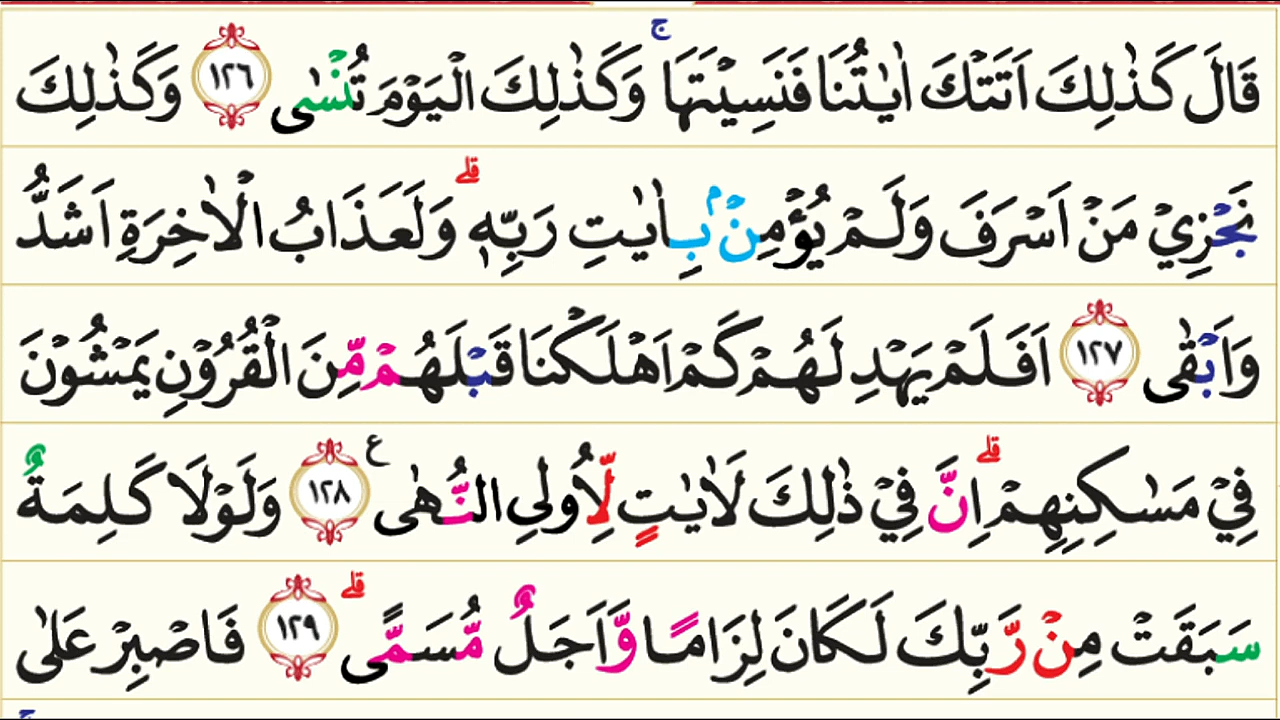 قَالَ كَذٰلِكَ اَتَتْكَ اٰيٰتُنَا فَنَسِيْتَهَا ۚ وَكَذٰلِكَ الْيَوْمَ تُنْسٰى ١٢٦ وَكَذٰلِكَ
نَجْزِيْ مَنْ اَسْرَفَ وَلَمْ يُؤْمِنْۢ بِاٰيٰتِ رَبِّهٖ ۗ وَلَعَذَابُ الْاٰخِرَةِ اَشَدُّ
وَاَبْقٰى ١٢٧ اَفَلَمْ يَهْدِ لَهُمْ كَمْ اَهْلَكْنَا قَبْلَهُمْ مِّنَ الْقُرُوْنِ يَمْشُوْنَ
فِيْ مَسٰكِنِهِمْ ۗ اِنَّ فِيْ ذٰلِكَ لَاٰيٰتٍ لِّاُولِى النُّهٰى ࣖ ١٢٨ وَلَوْلَا كَلِمَةٌ
سَبَقَتْ مِنْ رَّبِّكَ لَكَانَ لِزَامًا وَّاَجَلٌ مُّسَمًّى ۗ ١٢٩ فَاصْبِرْ عَلٰى